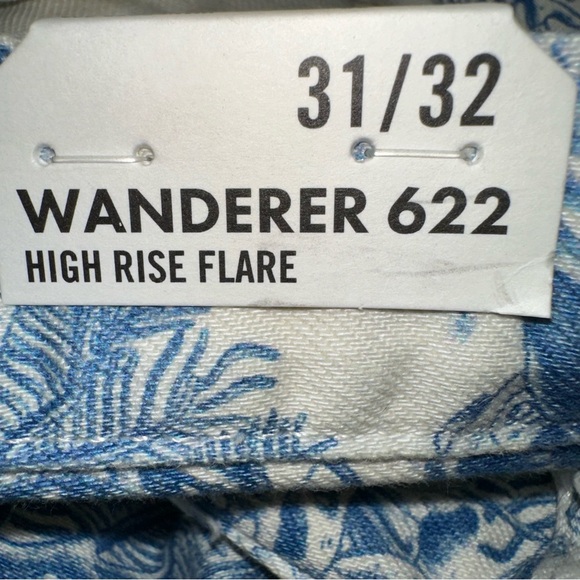 31/32
WANDERER 622
HIGH RISE FLARE